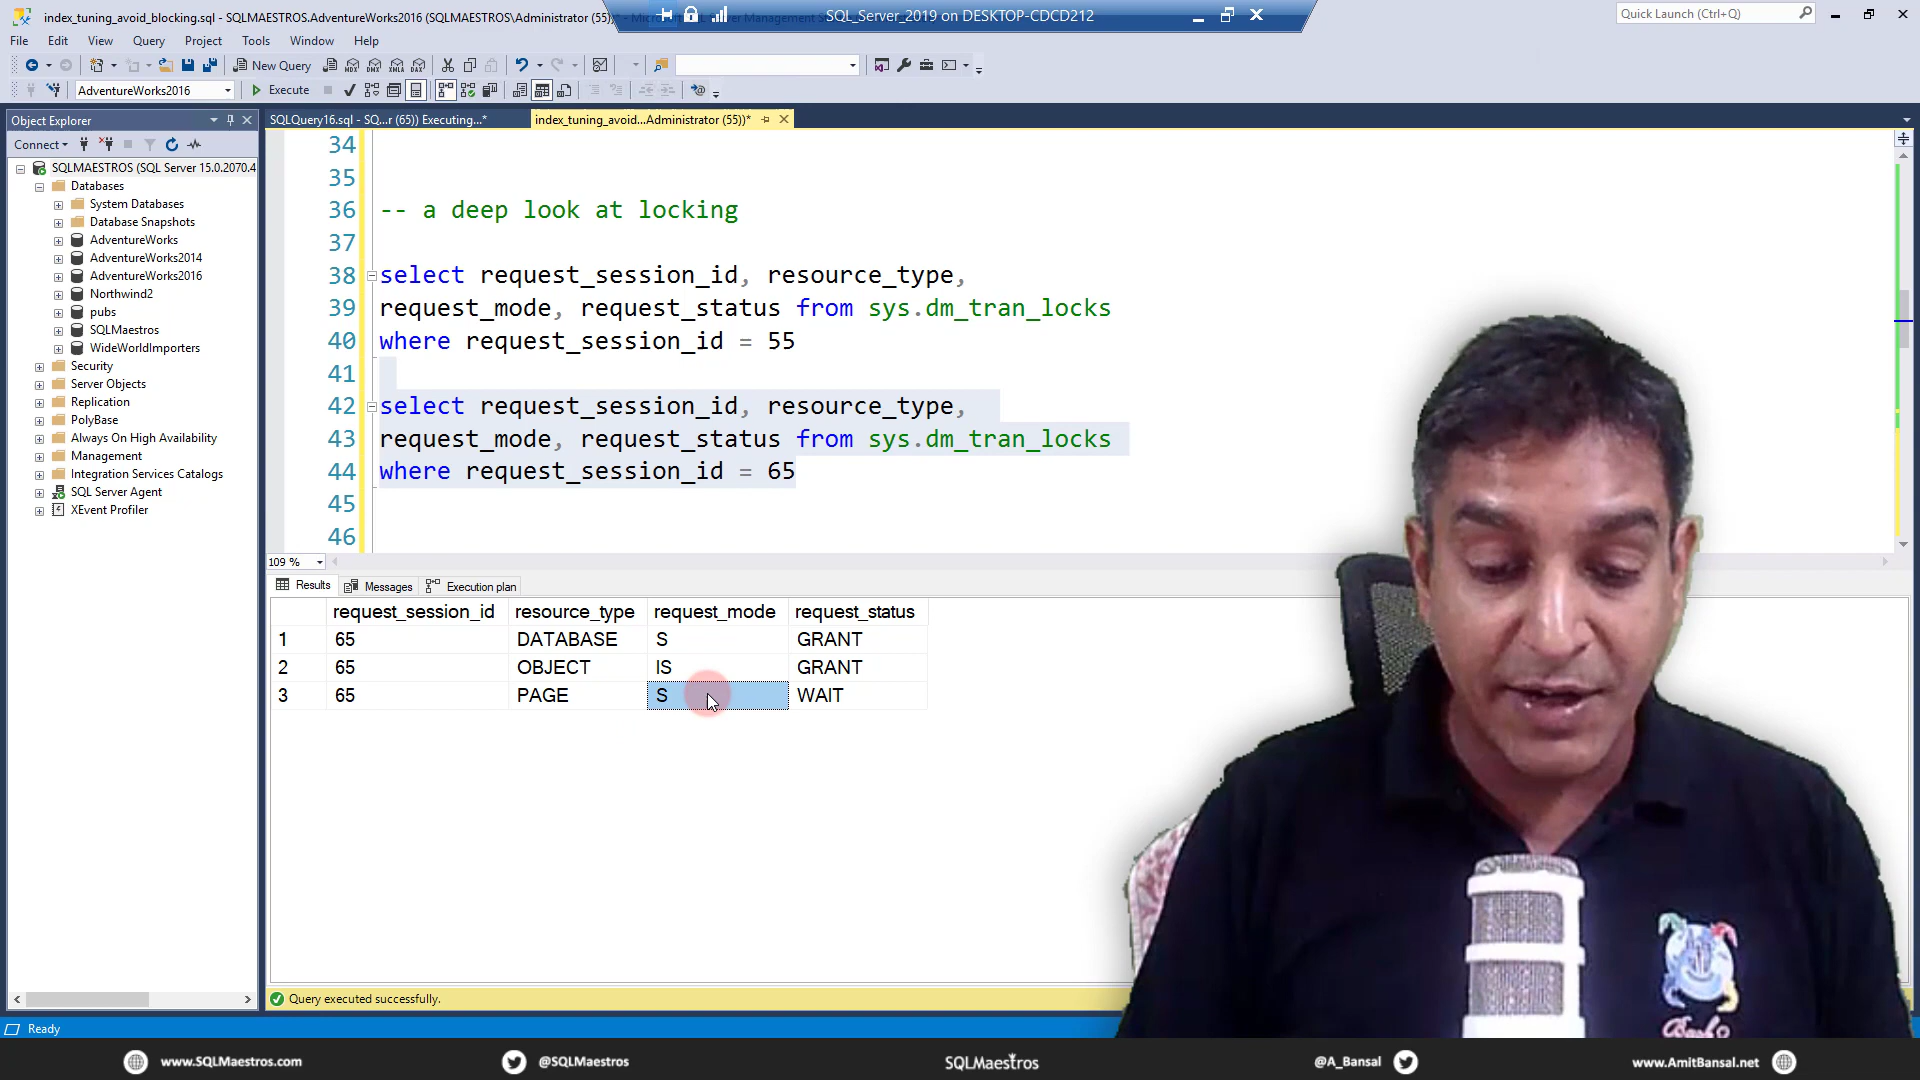 index_tuning_avoid_blocking.sql - SQLMAESTROS.AdventureWorks2016 (SQLMAESTROS\Administrator (55))*
SQL_Server_2019 on DESKTOP-CDCD212
Quick Launch (Ctrl+Q)
File Edit View Query Project Tools Window Help
New Query
AdventureWorks2016
Execute
Object Explorer
SQLQuery16.sql - SQ...r (65)) Executing...*
index_tuning_avoid...Administrator (55))*
Connect
SQLMAESTROS (SQL Server 15.0.2070.4
Databases
System Databases
Database Snapshots
AdventureWorks
AdventureWorks2014
AdventureWorks2016
Northwind2
pubs
SQLMaestros
WideWorldImporters
Security
Server Objects
Replication
PolyBase
Always On High Availability
Management
Integration Services Catalogs
SQL Server Agent
XEvent Profiler
34
35
36 -- a deep look at locking
37
38 select request_session_id, resource_type,
39 request_mode, request_status from sys.dm_tran_locks
40 where request_session_id = 55
41
42 select request_session_id, resource_type,
43 request_mode, request_status from sys.dm_tran_locks
44 where request_session_id = 65
45
46
109 %
Results Messages Execution plan
request_session_id resource_type request_mode request_status
1 65 DATABASE S GRANT
2 65 OBJECT IS GRANT
3 65 PAGE S WAIT
Query executed successfully.
Ready
www.SQLMaestros.com @SQLMaestros SQLMaestros @A_Bansal www.AmitBansal.net